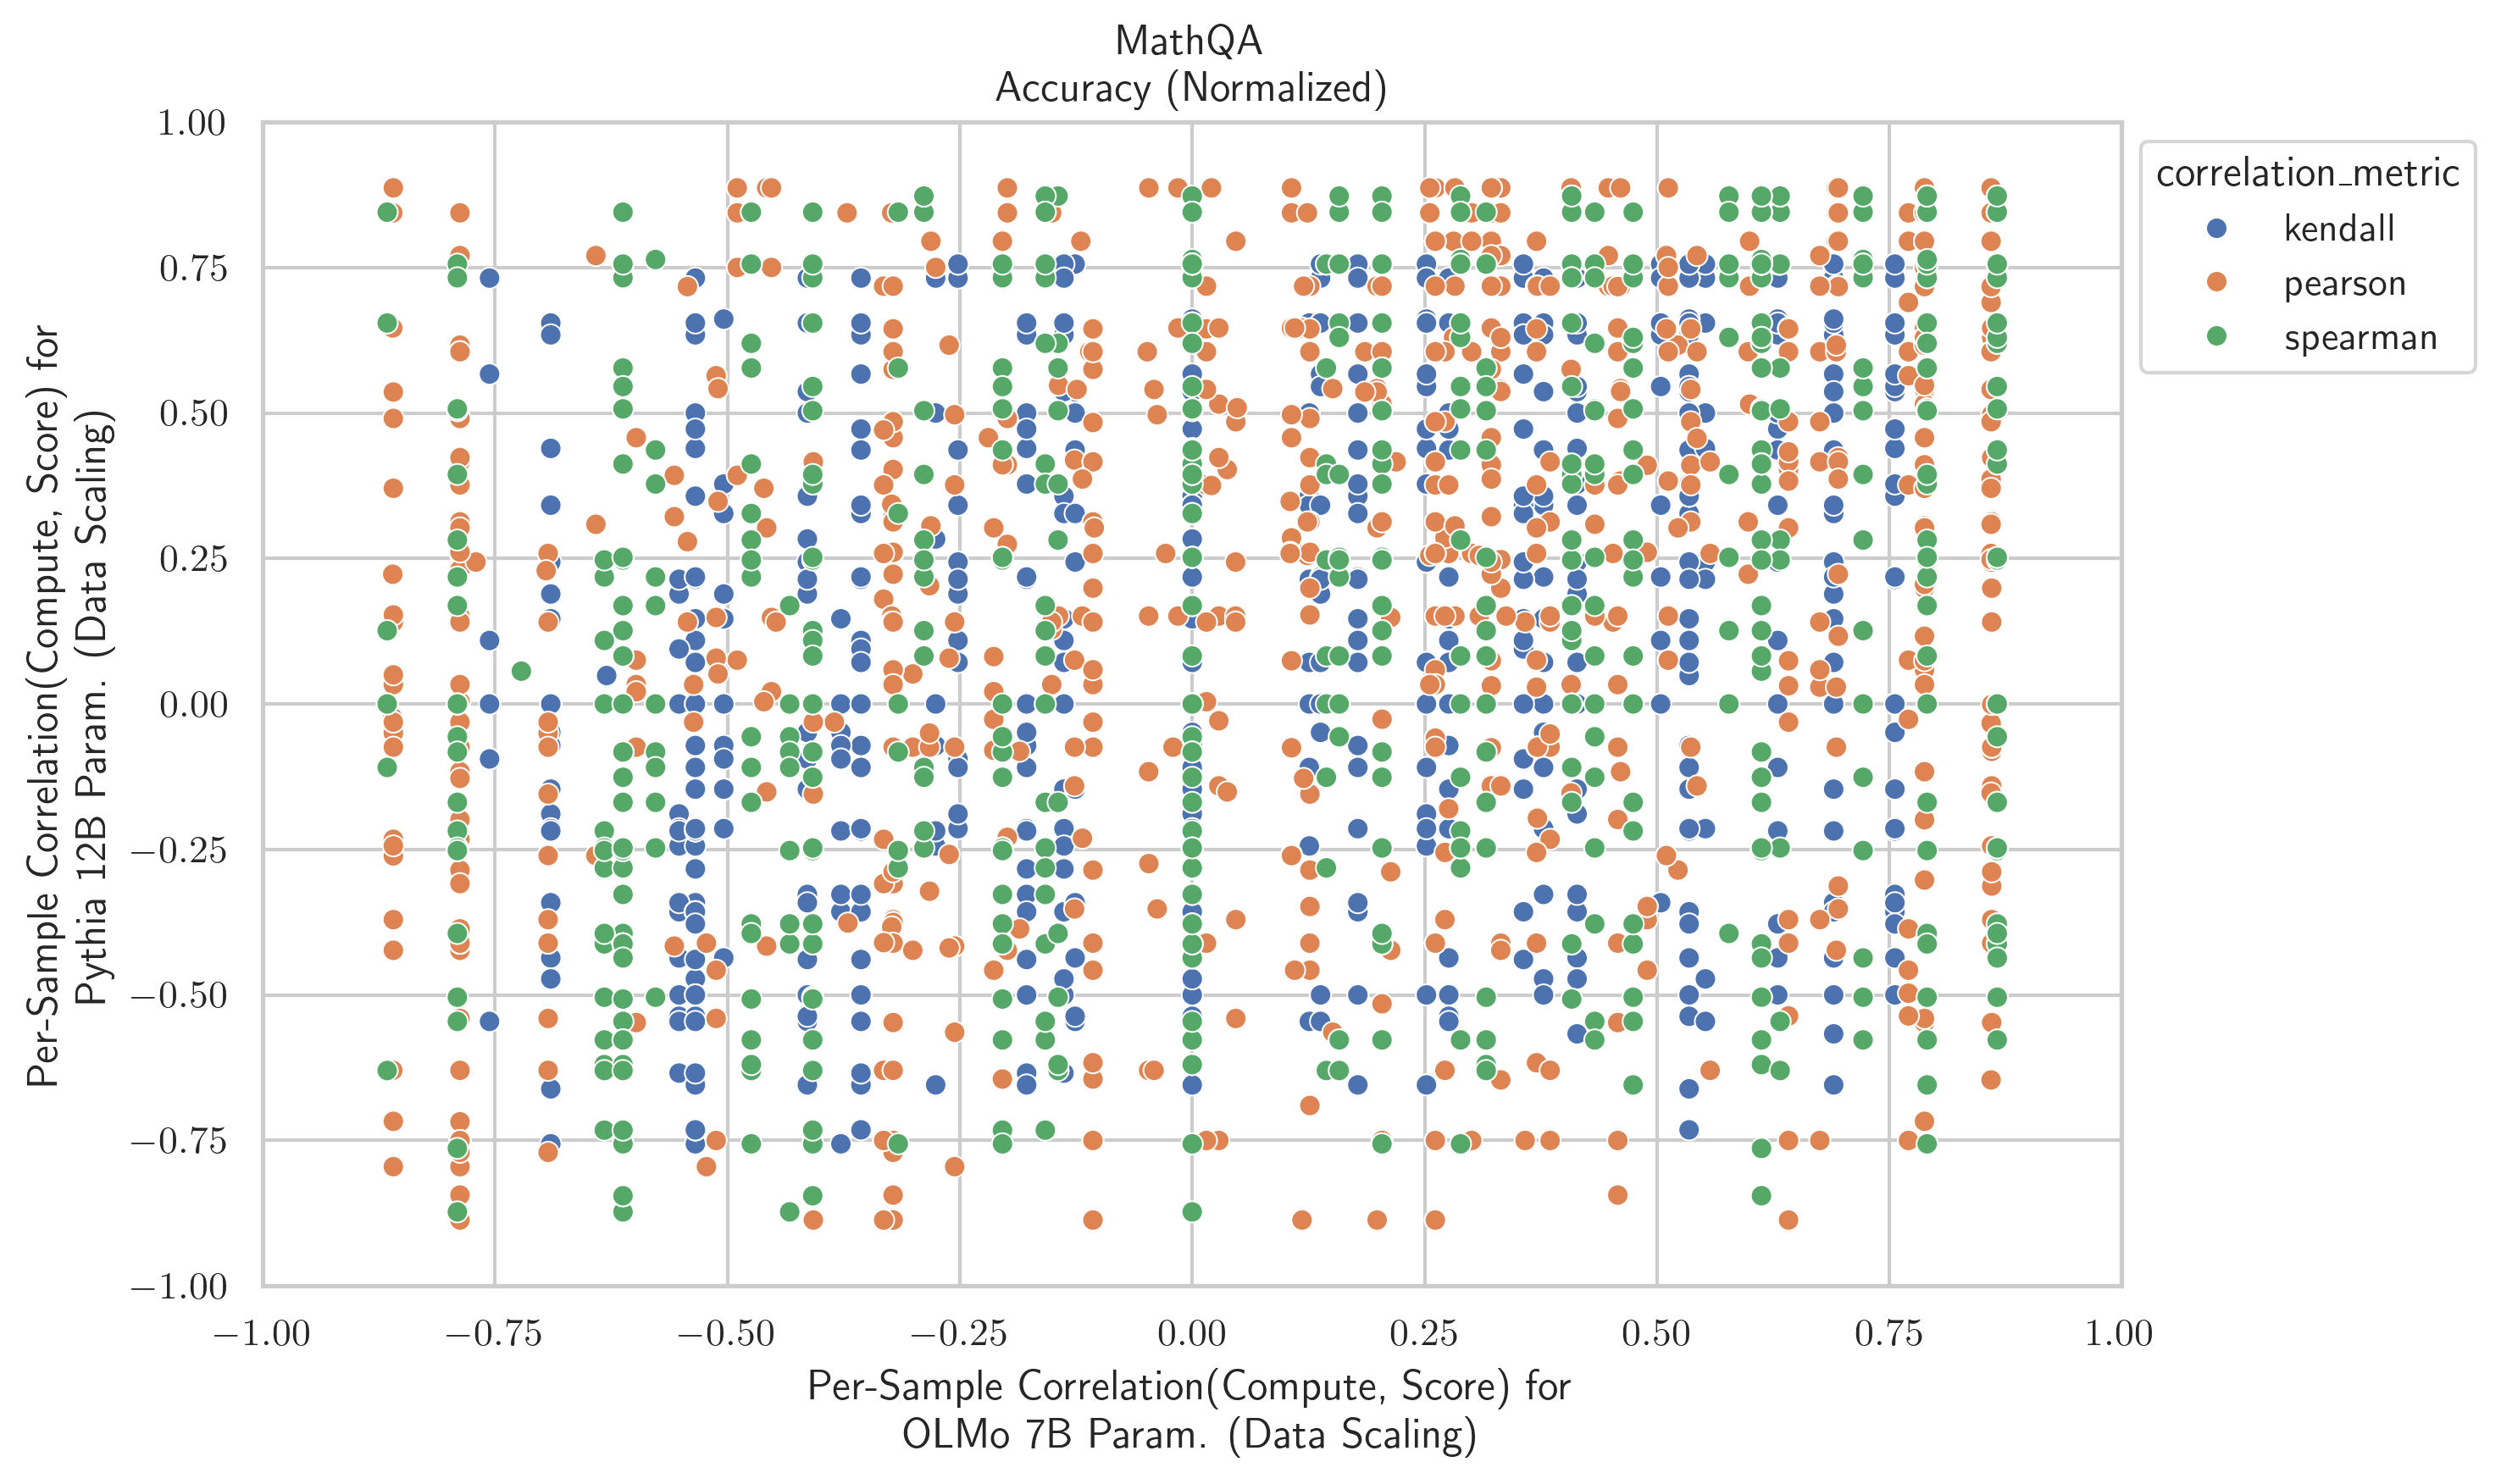 MathQA
Accuracy (Normalized)
1.00
0.75
0.50
0.25
0.00
−0.25
−0.50
−0.75
−1.00
Per-Sample Correlation(Compute, Score) for
Pythia 12B Param. (Data Scaling)
correlation_metric
kendall
pearson
spearman
−1.00 −0.75 −0.50 −0.25 0.00 0.25 0.50 0.75 1.00
Per-Sample Correlation(Compute, Score) for
OLMo 7B Param. (Data Scaling)